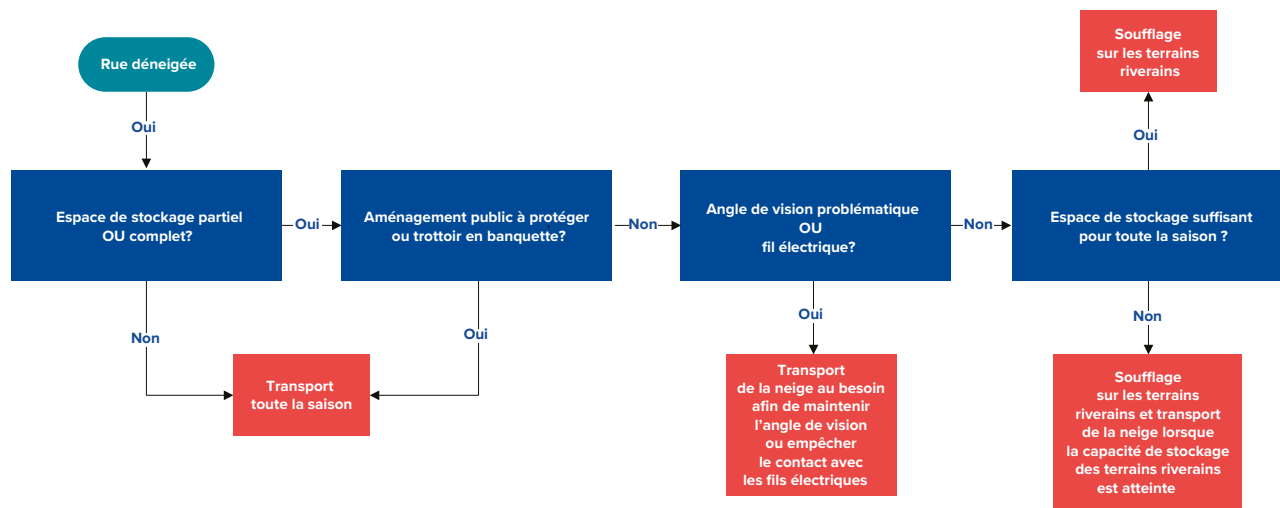 Rue déneigée
Oui
Espace de stockage partiel
OU complet?
Oui
Non
Aménagement public à protéger
ou trottoir en banquette?
Non
Oui
Transport
toute la saison
Angle de vision problématique
OU
fil électrique?
Non
Oui
Transport
de la neige au besoin
afin de maintenir
l’angle de vision
ou empêcher
le contact avec
les fils électriques
Espace de stockage suffisant
pour toute la saison ?
Oui
Soufflage
sur les terrains
riverains
Non
Soufflage
sur les terrains
riverains et transport
de la neige lorsque
la capacité de stockage
des terrains riverains
est atteinte